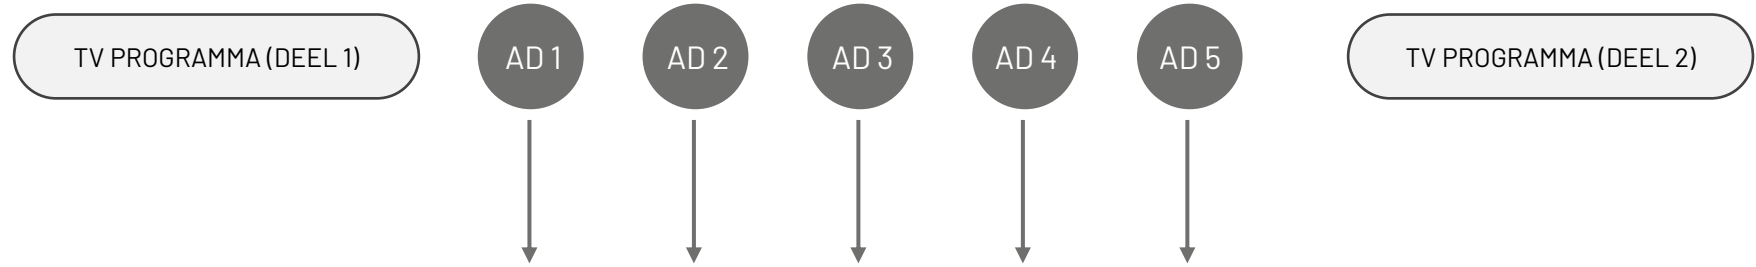 TV PROGRAMMA (DEEL 1)
AD 1
AD 2
AD 3
AD 4
AD 5
TV PROGRAMMA (DEEL 2)